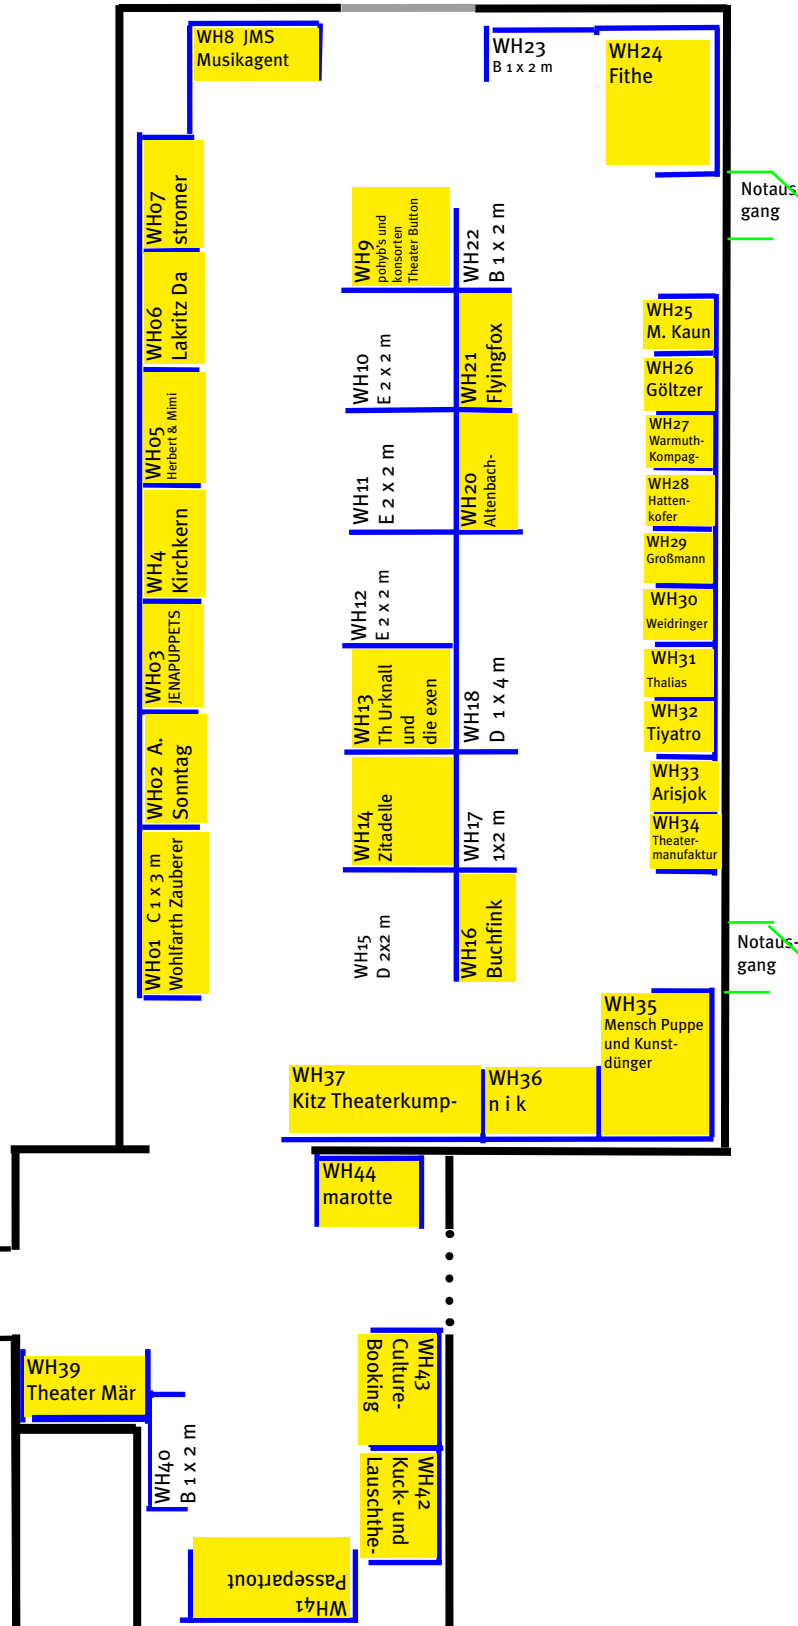 WH8 JMS
Musikagent
WH23
B 1 x 2 m
WH24
Fithe
Notaus-
gang
WH07
stromer
WH06
Lakritz Da
WH05
Herbert & Mimi
WH4
Kirchkern
WH03
JENAPUPPETS
WH02 A.
Sonntag
WH01 C 1 x 3 m
Wohlfarth Zauberer
WH9
pohyb's und
konsorten
Theater Button
WH22
B 1 X 2 m
WH10
E 2 x 2 m
WH21
Flyingfox
WH11
E 2 x 2 m
WH20
Altenbach-
WH12
E 2 x 2 m
WH13
Th Urknall
und
die exen
WH18
D 1 x 4 m
WH14
Zitadelle
WH17
1x2 m
WH15
D 2x2 m
WH16
Buchfink
WH25
M. Kaun
WH26
Göltzer
WH27
Warmuth-
Kompag-
WH28
Hatten-
kofer
WH29
Großmann
WH30
Weidringer
WH31
Thalias
WH32
Tiyatro
WH33
Arisjok
WH34
Theater-
manufaktur
Notaus-
gang
WH35
Mensch Puppe
und Kunst-
dünger
WH37
Kitz Theaterkump-
WH36
n i k
WH44
marotte
WH39
Theater Mär
WH40
B 1 x 2 m
WH43
Culture-
Booking
WH42
Kuck- und
Lauschthe-
WH41
Passepartout